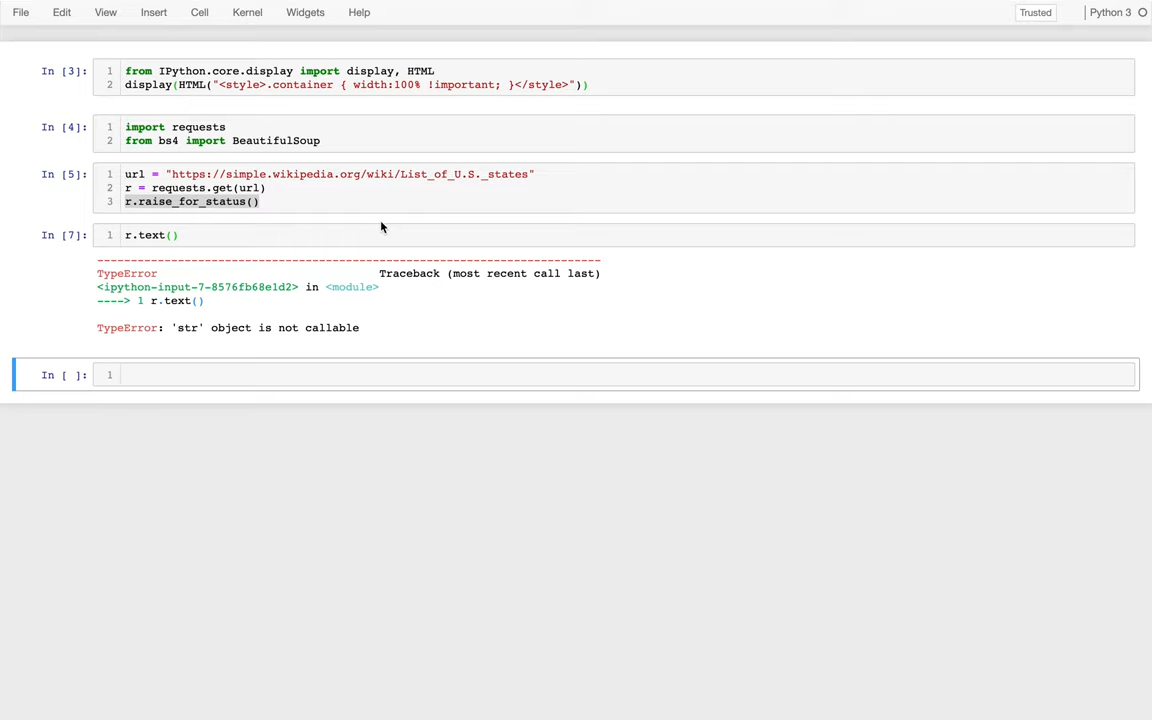 File Edit View Insert Cell Kernel Widgets Help Trusted Python 3
In [3]: 1 from IPython.core.display import display, HTML
2 display(HTML("<style>.container { width:100% !important; }</style>"))
In [4]: 1 import requests
2 from bs4 import BeautifulSoup
In [5]: 1 url = "https://simple.wikipedia.org/wiki/List_of_U.S._states"
2 r = requests.get(url)
3 r.raise_for_status()
In [7]: 1 r.text()
---------------------------------------------------------------------------
TypeError Traceback (most recent call last)
<ipython-input-7-8576fb68e1d2> in <module>
----> 1 r.text()
TypeError: 'str' object is not callable
In [ ]: 1